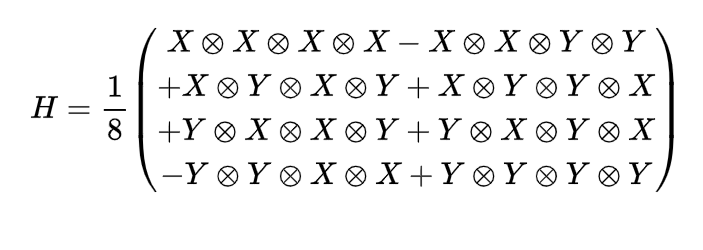 X ⊗ X ⊗ X ⊗ X − X ⊗ X ⊗ Y ⊗ Y
+X ⊗ Y ⊗ X ⊗ Y + X ⊗ Y ⊗ Y ⊗ X
H = 1/8
+Y ⊗ X ⊗ X ⊗ Y + Y ⊗ X ⊗ Y ⊗ X
−Y ⊗ Y ⊗ X ⊗ X + Y ⊗ Y ⊗ Y ⊗ Y